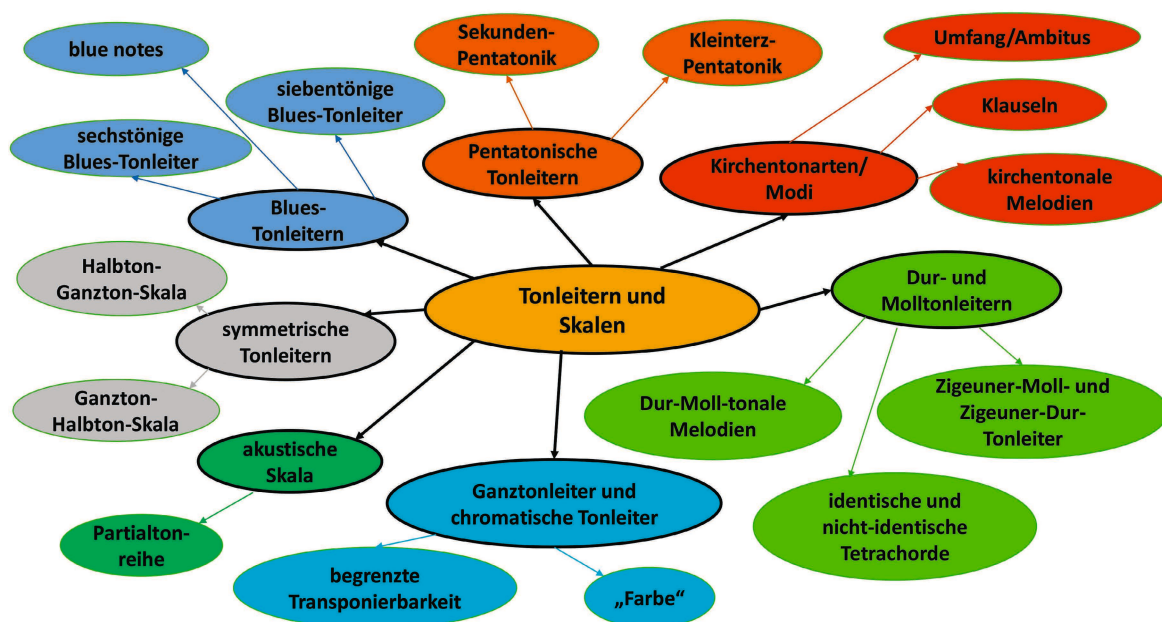 blue notes
siebentönige
Blues-Tonleiter
sechstönige
Blues-Tonleiter
Blues-
Tonleitern
Sekunden-
Pentatonik
Kleinterz-
Pentatonik
Pentatonische
Tonleitern
Umfang/Ambitus
Klauseln
kirchentonale
Melodien
Kirchentonarten/
Modi
Tonleitern und
Skalen
Dur- und
Molltonleitern
Dur-Moll-tonale
Melodien
Zigeuner-Moll- und
Zigeuner-Dur-
Tonleiter
identische und
nicht-identische
Tetrachorde
Halbton-
Ganzton-Skala
symmetrische
Tonleitern
Ganzton-
Halbton-Skala
akustische
Skala
Partialton-
reihe
Ganztonleiter und
chromatische Tonleiter
begrenzte
Transponierbarkeit
„Farbe“